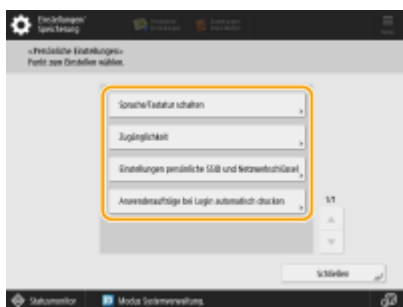 Einstellungen/
Speicherung
<Persönliche Einstellungen>
Punkt zum Einstellen wählen.
Sprache/Tastatur schalten
Zugänglichkeit
Einstellungen persönliche SSID und Netzwerkschlüssel
Anwenderaufträge bei Login automatisch drucken
1/1
Schließen
Statusmonitor
Modus Systemverwaltung.